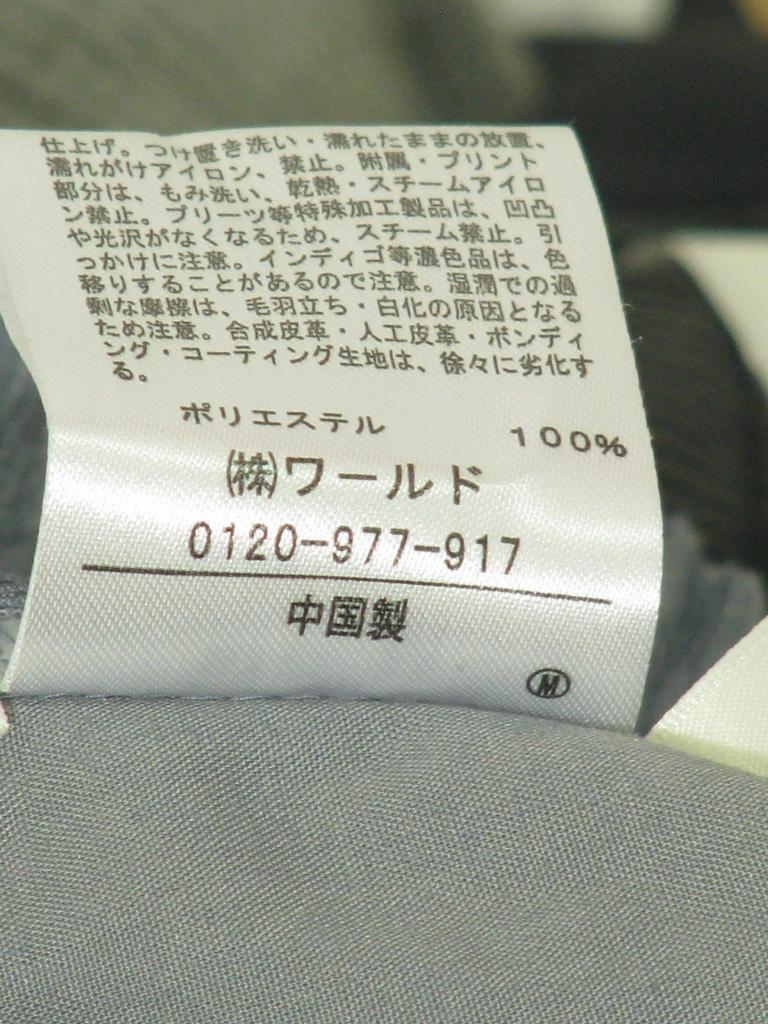 仕上げ。つけ置き洗い・濡れたままの放置、
濡れがけアイロン、禁止。附属・プリント
部分は、もみ洗い、乾熱・スチームアイロ
ン禁止。プリーツ等特殊加工製品は、凹凸
や光沢がなくなるため、スチーム禁止。引
っかけに注意。インディゴ等濃色品は、色
移りすることがあるので注意。湿潤での過
剰な摩擦は、毛羽立ち・白化の原因となる
ため注意。合成皮革・人工皮革・ボンディ
ング・コーティング生地は、徐々に劣化す
る。
ポリエステル 100%
㈱ワールド
0120-977-917
中国製
Ⓜ